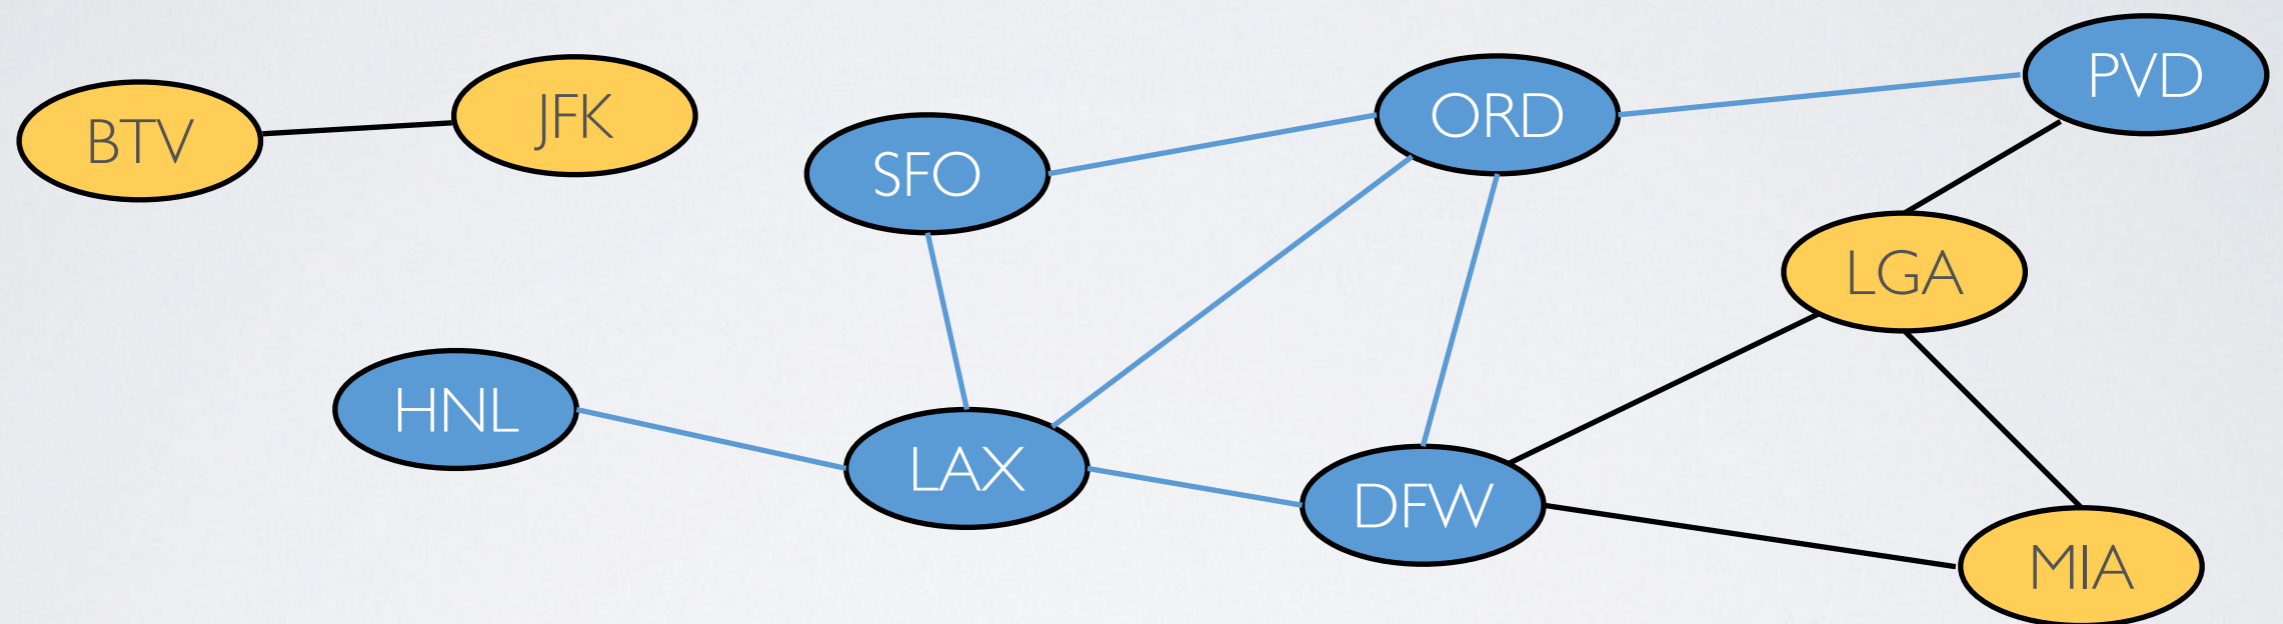 BTV
JFK
SFO
ORD
PVD
LGA
HNL
LAX
DFW
MIA